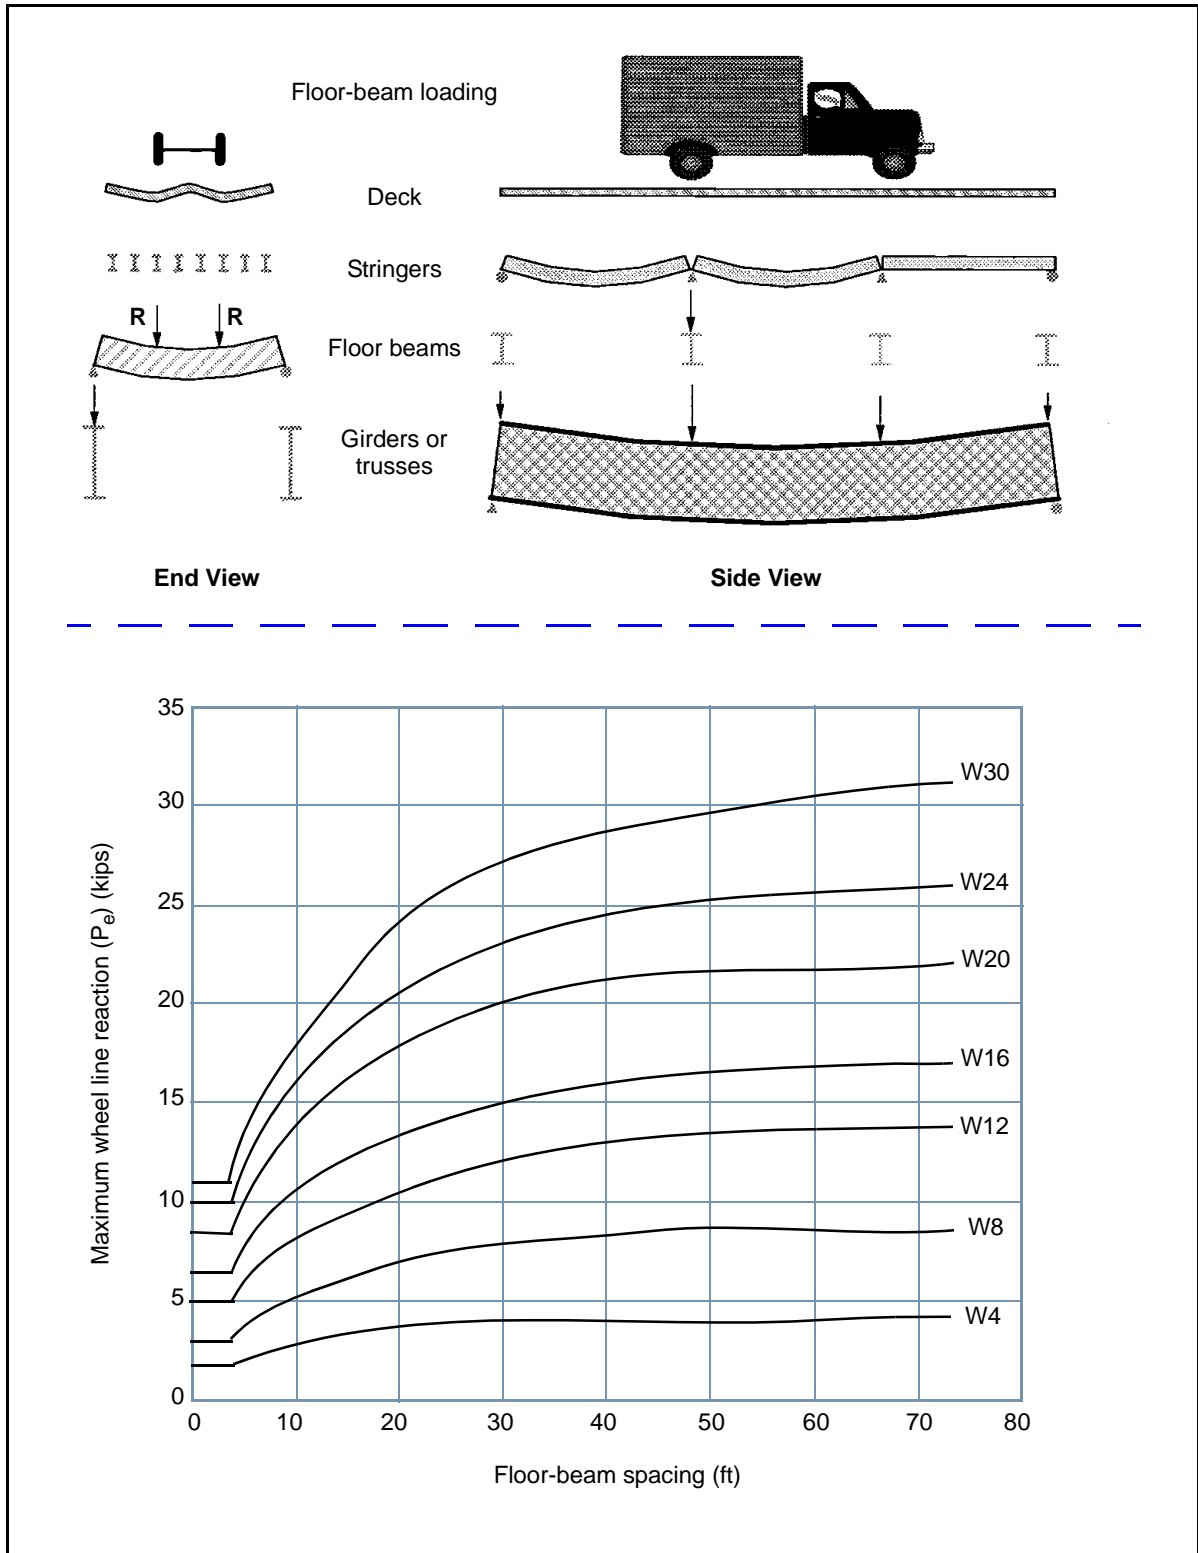 Floor-beam loading
Deck
Stringers
R R
Floor beams
Girders or
trusses
End View
Side View
35
30
25
20
15
10
5
0
Maximum wheel line reaction (Pe) (kips)
W30
W24
W20
W16
W12
W8
W4
0 10 20 30 40 50 60 70 80
Floor-beam spacing (ft)